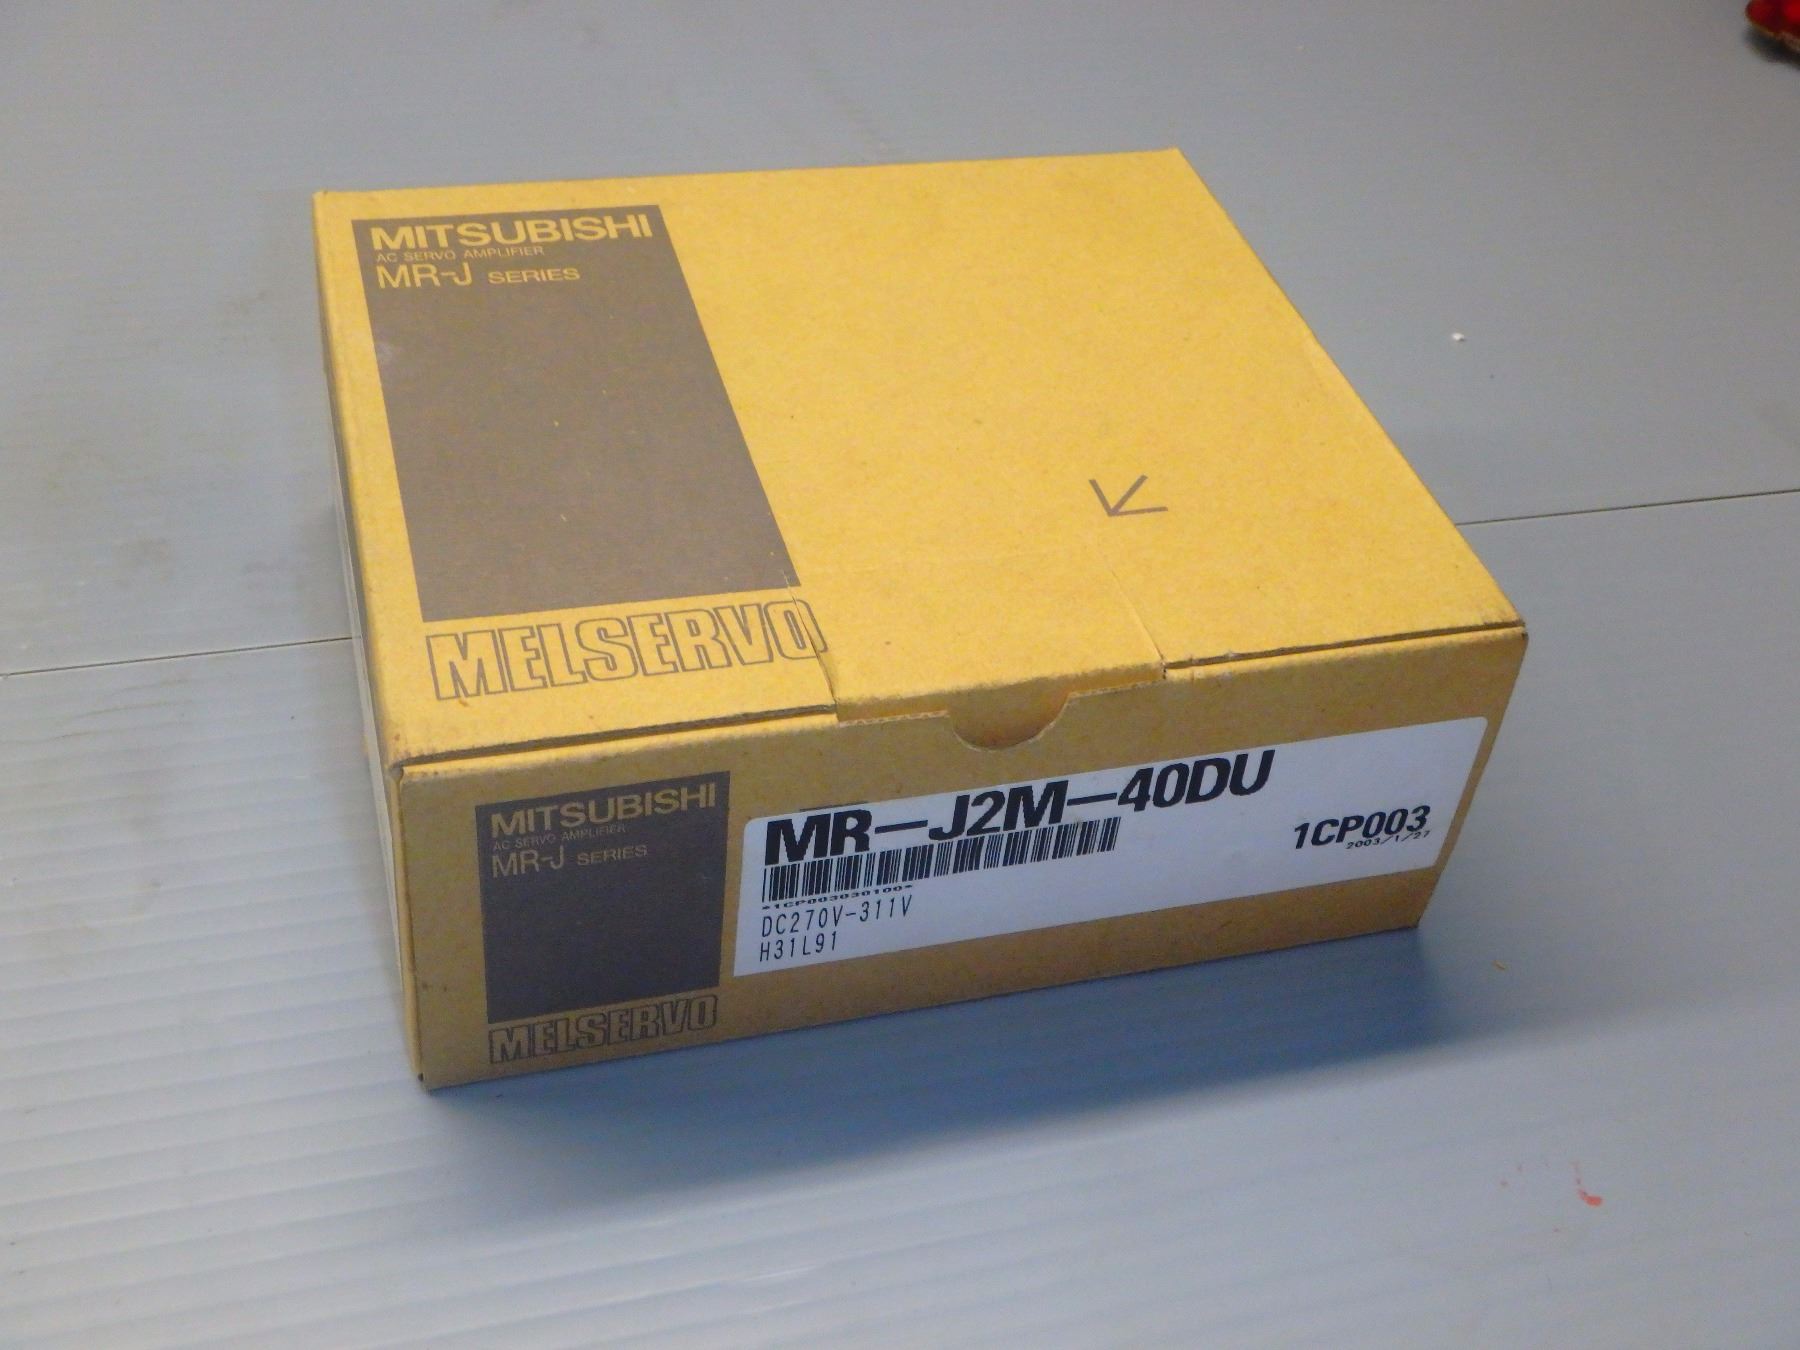 MITSUBISHI
AC SERVO AMPLIFIER
MR-J SERIES
MELSERVO
MITSUBISHI
AC SERVO AMPLIFIER
MR-J SERIES
MELSERVO
MR-J2M-40DU
1CP003
2003/1/27
*1CP003030100*
DC270V-311V
H31L91